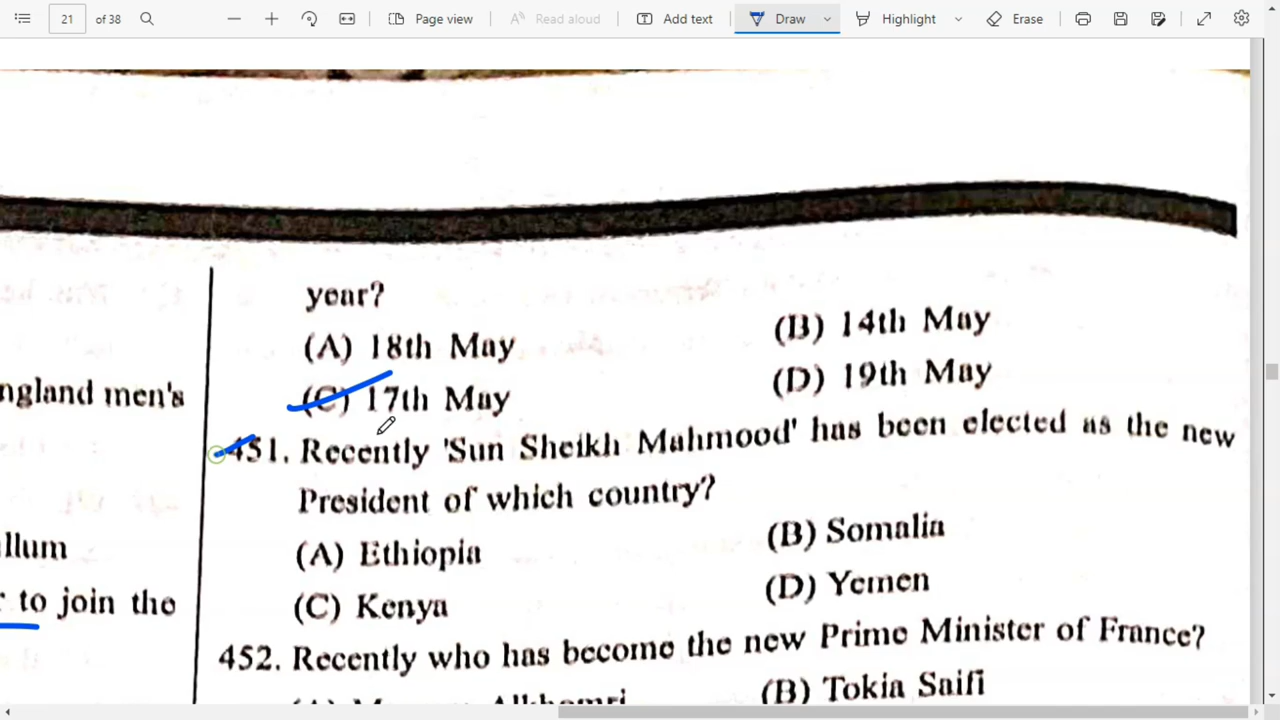 21 of 38 Page view Read aloud Add text Draw Highlight Erase
year?
(A) 18th May (B) 14th May
(C) 17th May (D) 19th May
ngland men's
451. Recently 'Sun Sheikh Mahmood' has been elected as the new
President of which country?
llum
(A) Ethiopia (B) Somalia
to join the
(C) Kenya (D) Yemen
452. Recently who has become the new Prime Minister of France?
(B) Tokia Saifi